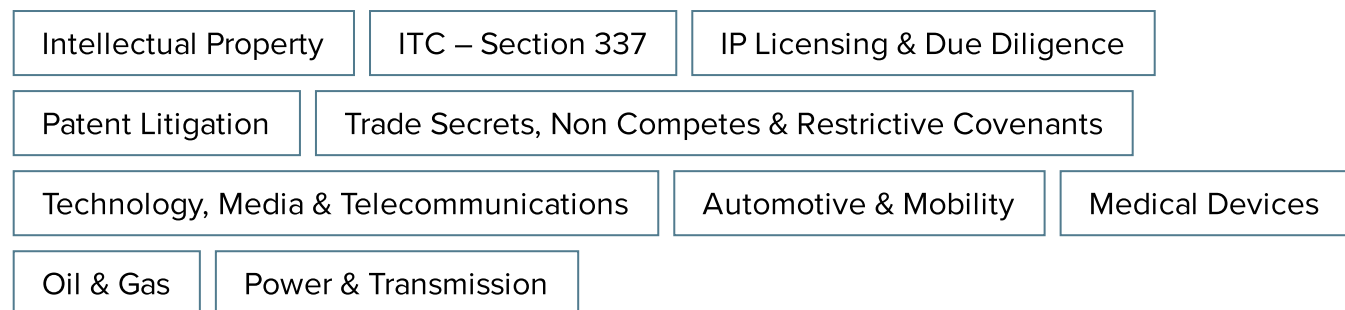 Intellectual Property ITC – Section 337 IP Licensing & Due Diligence
Patent Litigation Trade Secrets, Non Competes & Restrictive Covenants
Technology, Media & Telecommunications Automotive & Mobility Medical Devices
Oil & Gas Power & Transmission